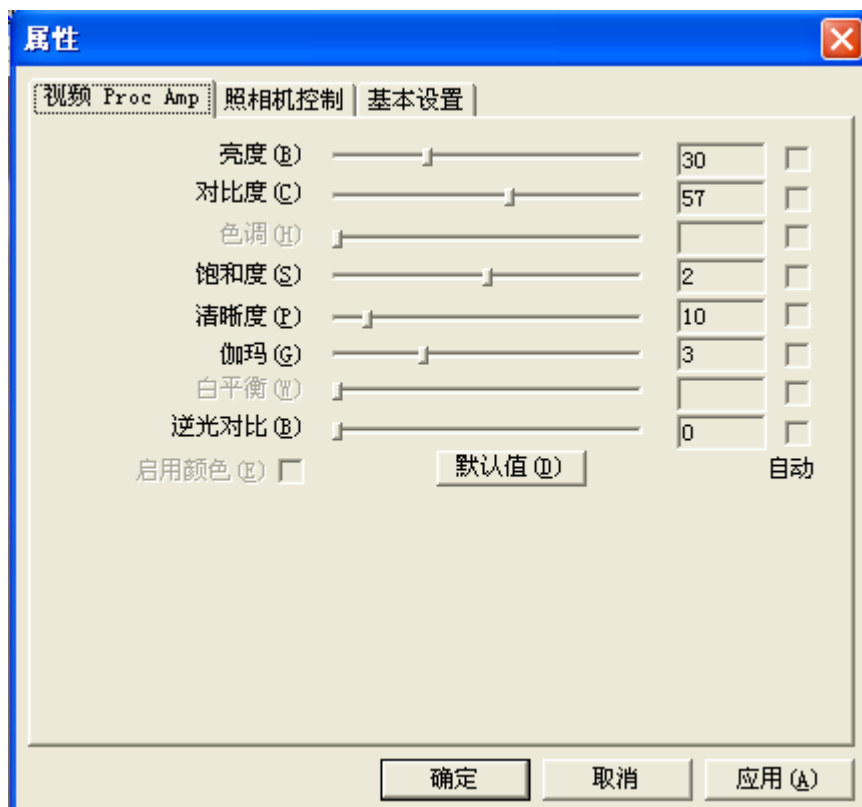 属性
视频 Proc Amp 照相机控制 基本设置
亮度(B) 30
对比度(C) 57
色调(H)
饱和度(S) 2
清晰度(P) 10
伽玛(G) 3
白平衡(W)
逆光对比(B) 0
启用颜色(E) 默认值(D) 自动
确定 取消 应用(A)